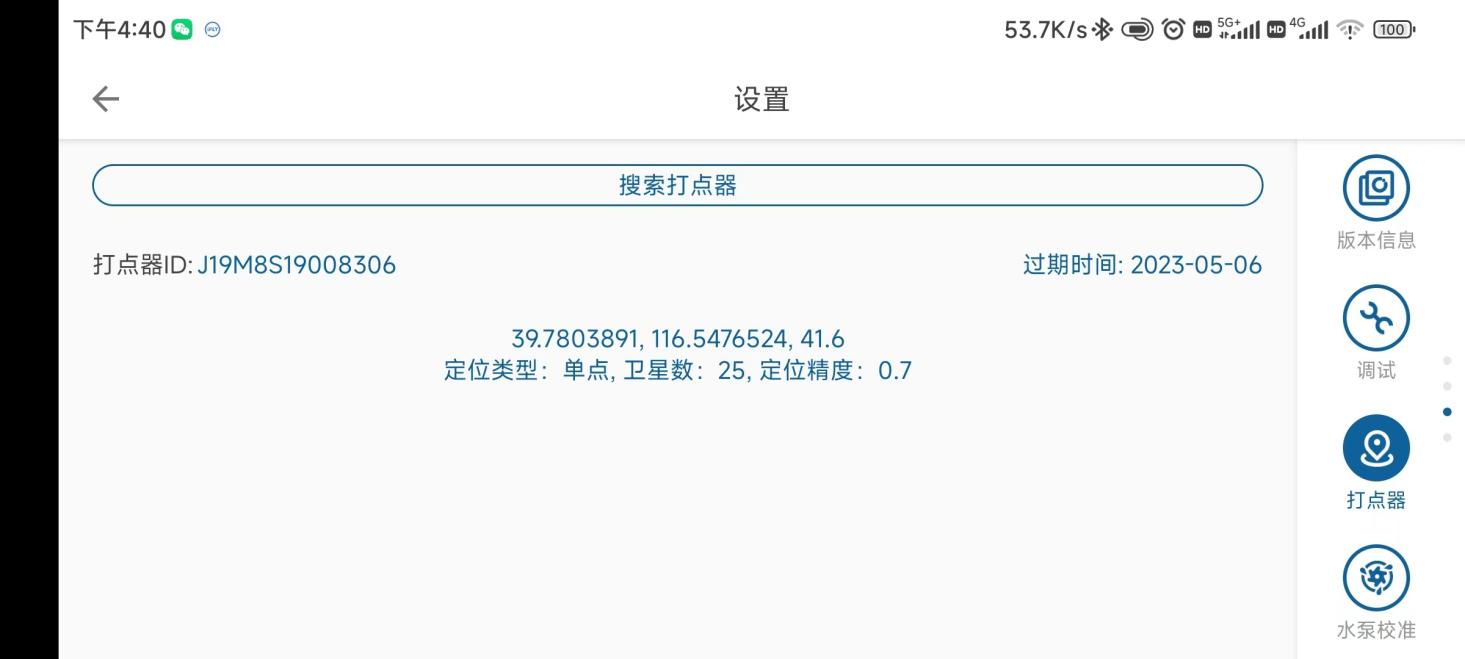 下午4:40
53.7K/s HD 5G+ HD 4G 100
设置
搜索打点器
打点器ID: J19M8S19008306
过期时间: 2023-05-06
39.7803891, 116.5476524, 41.6
定位类型：单点, 卫星数：25, 定位精度：0.7
版本信息
调试
打点器
水泵校准